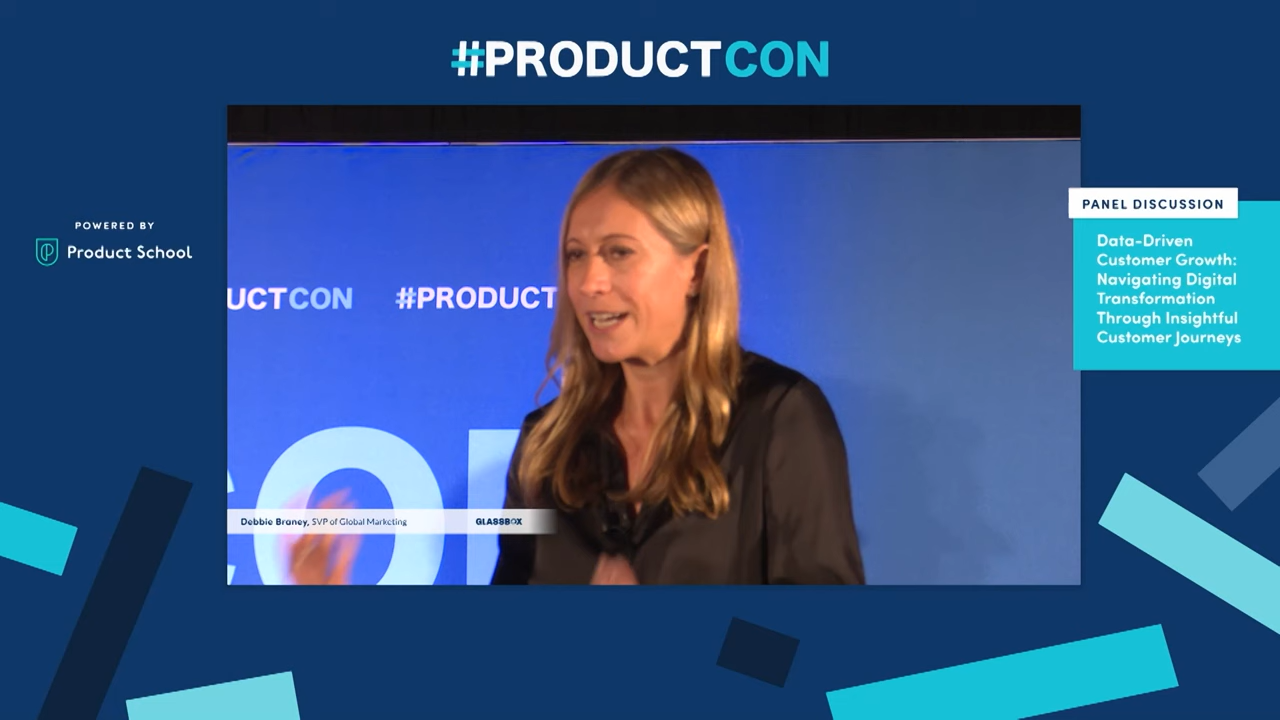 #PRODUCTCON
POWERED BY
Product School
PANEL DISCUSSION
Data-Driven
Customer Growth:
Navigating Digital
Transformation
Through Insightful
Customer Journeys
UCTCON #PRODUCT
CO
Debbie Braney, SVP of Global Marketing GLASSBOX